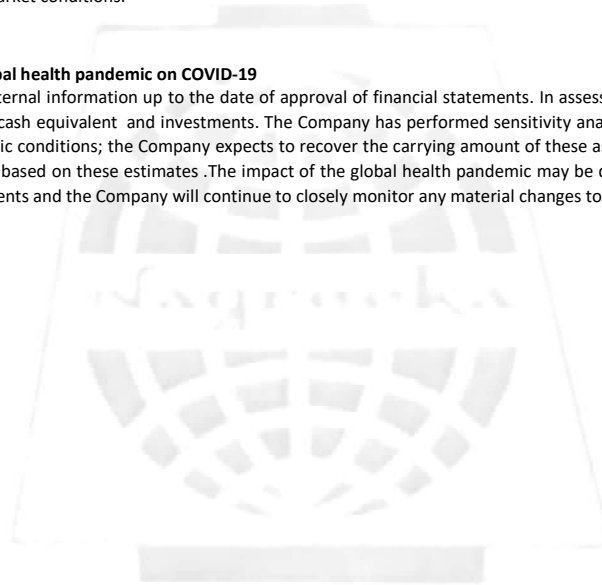 arket conditions.
bal health pandemic on COVID-19
ternal information up to the date of approval of financial statements. In assess
cash equivalent and investments. The Company has performed sensitivity ana
ic conditions; the Company expects to recover the carrying amount of these as
based on these estimates .The impact of the global health pandemic may be d
ents and the Company will continue to closely monitor any material changes to